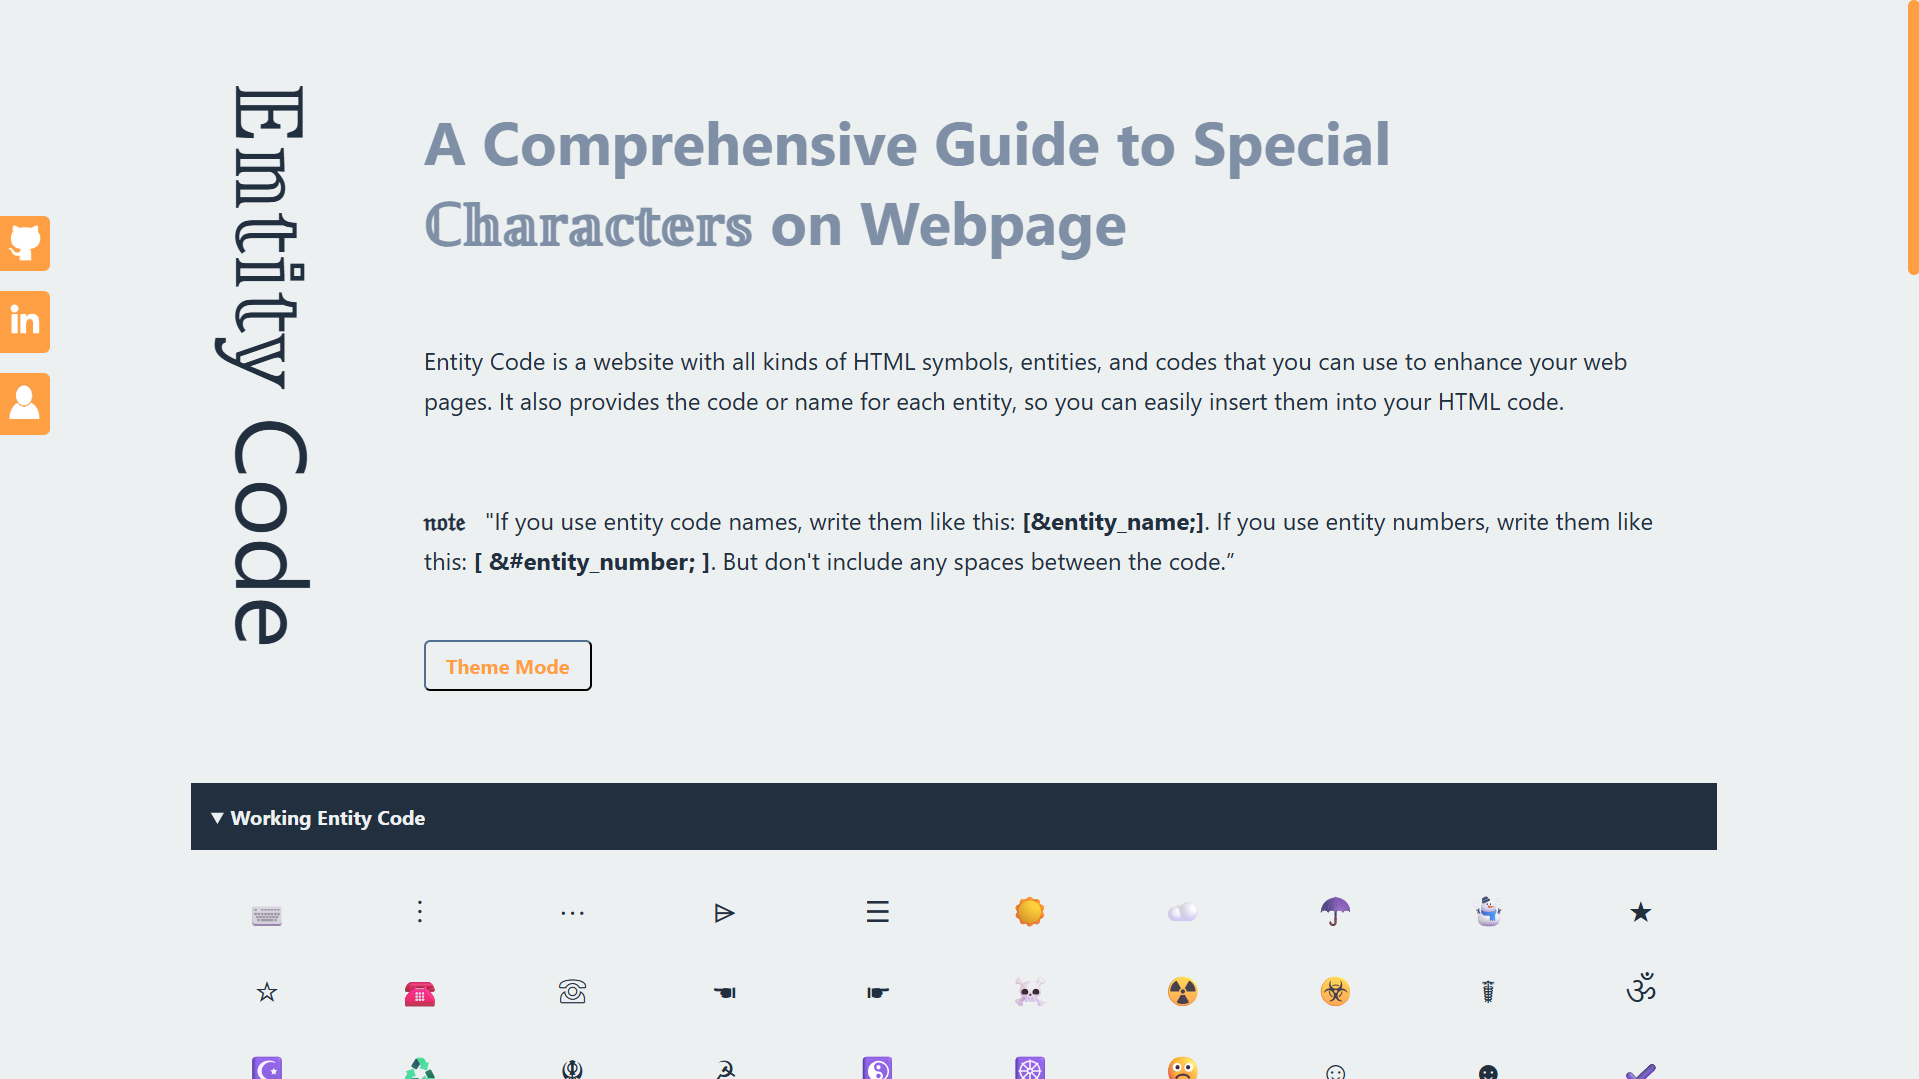 𝔼𝕟𝕥𝕚𝕥𝕪 Code
A Comprehensive Guide to Special
ℂ𝕙𝕒𝕣𝕒𝕔𝕥𝕖𝕣𝕤 on Webpage
in
Entity Code is a website with all kinds of HTML symbols, entities, and codes that you can use to enhance your web
pages. It also provides the code or name for each entity, so you can easily insert them into your HTML code.
𝖓𝖔𝖙𝖊 "If you use entity code names, write them like this: [&entity_name;]. If you use entity numbers, write them like
this: [ &#entity_number; ]. But don't include any spaces between the code.”
Theme Mode
▼ Working Entity Code
⌨ ⋮ ⋯ ⩥ ☰ ☀ ☁ ☂ ☃ ★
☆ ☎ ☏ ☚ ☛ ☠ ☢ ☣ ☤ ॐ
☪ ♻ ☬ ☭ ☯ ☸ ☹ ☺ ☻ ✔